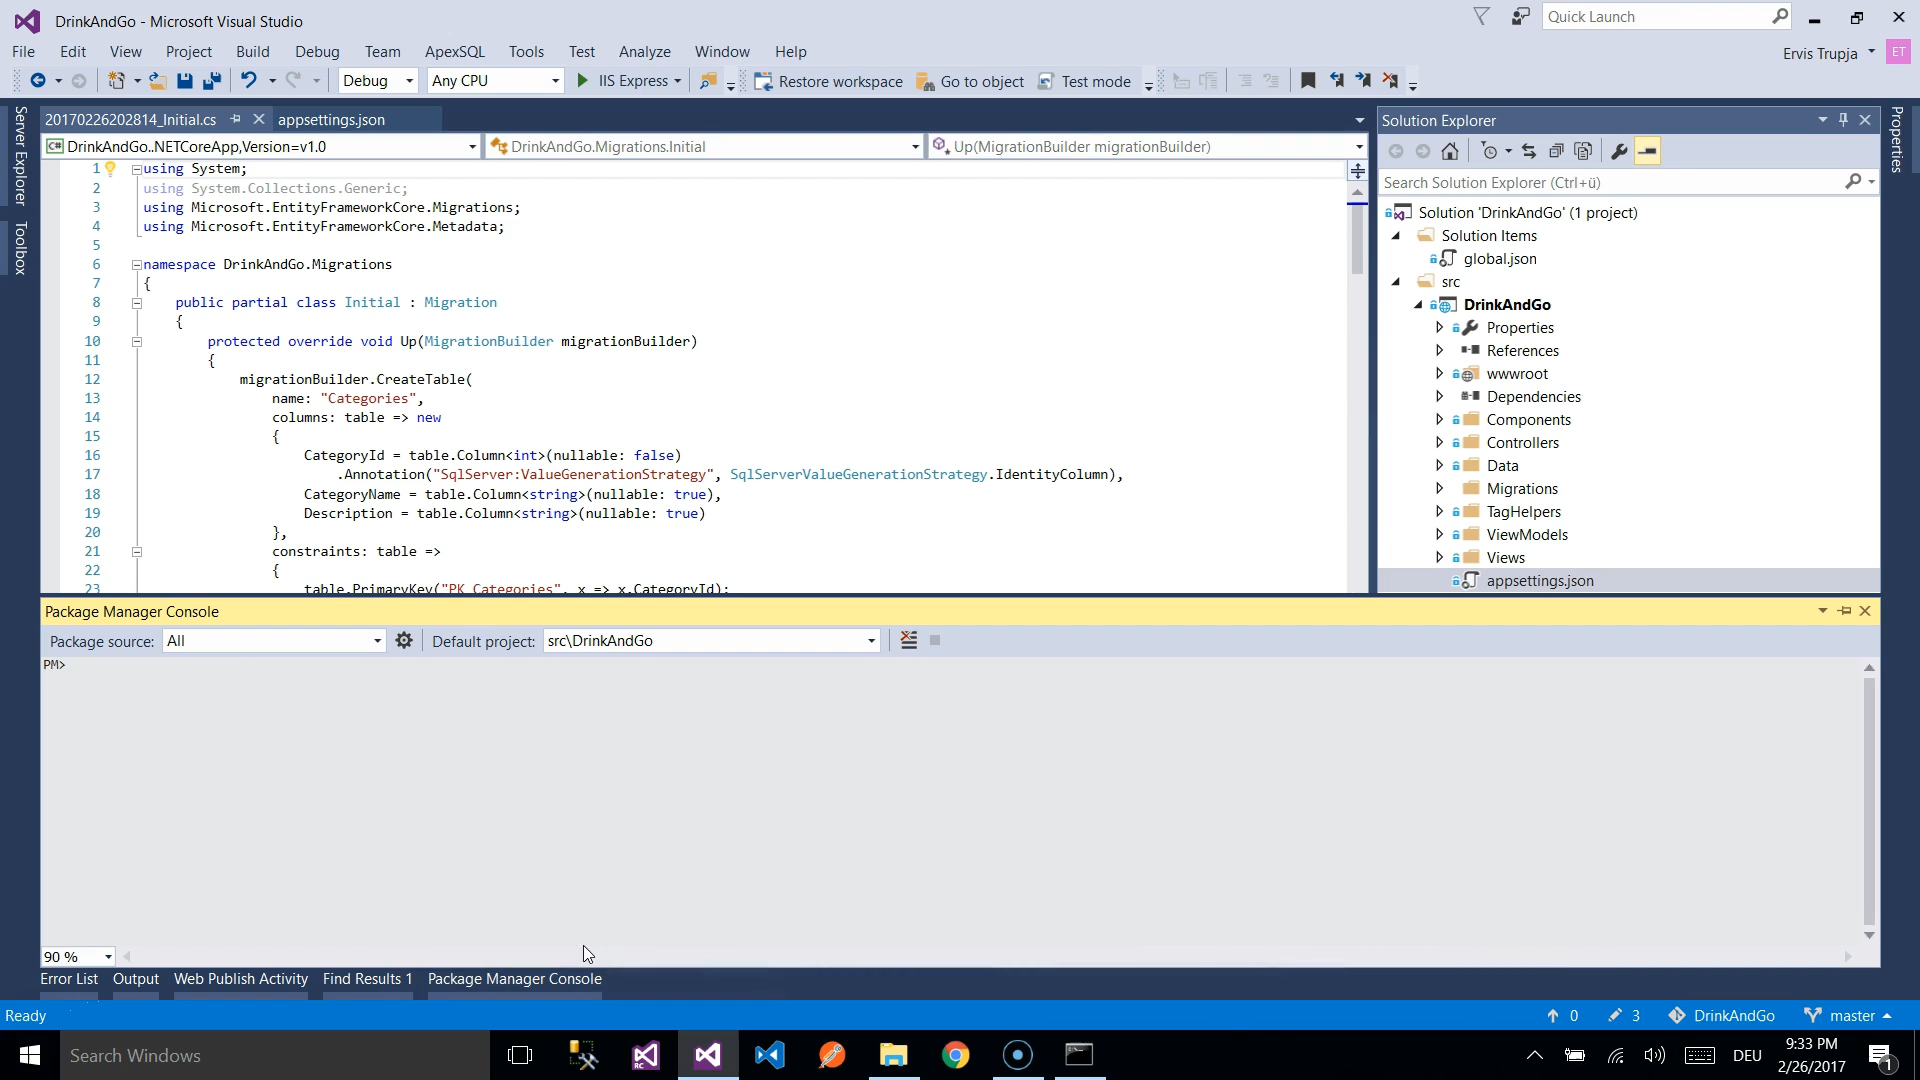 DrinkAndGo - Microsoft Visual Studio
Quick Launch
File Edit View Project Build Debug Team ApexSQL Tools Test Analyze Window Help
Ervis Trupja ET
Debug Any CPU IIS Express Restore workspace Go to object Test mode
Server Explorer
Toolbox
20170226202814_Initial.cs appsettings.json
DrinkAndGo..NETCoreApp,Version=v1.0 DrinkAndGo.Migrations.Initial Up(MigrationBuilder migrationBuilder)
1 using System;
2 using System.Collections.Generic;
3 using Microsoft.EntityFrameworkCore.Migrations;
4 using Microsoft.EntityFrameworkCore.Metadata;
5
6 namespace DrinkAndGo.Migrations
7 {
8 public partial class Initial : Migration
9 {
10 protected override void Up(MigrationBuilder migrationBuilder)
11 {
12 migrationBuilder.CreateTable(
13 name: "Categories",
14 columns: table => new
15 {
16 CategoryId = table.Column<int>(nullable: false)
17 .Annotation("SqlServer:ValueGenerationStrategy", SqlServerValueGenerationStrategy.IdentityColumn),
18 CategoryName = table.Column<string>(nullable: true),
19 Description = table.Column<string>(nullable: true)
20 },
21 constraints: table =>
22 {
23 table.PrimaryKey("PK_Categories", x => x.CategoryId);
Solution Explorer
Search Solution Explorer (Ctrl+ü)
Solution 'DrinkAndGo' (1 project)
Solution Items
global.json
src
DrinkAndGo
Properties
References
wwwroot
Dependencies
Components
Controllers
Data
Migrations
TagHelpers
ViewModels
Views
appsettings.json
Properties
Package Manager Console
Package source: All Default project: src\DrinkAndGo
PM>
90 %
Error List Output Web Publish Activity Find Results 1 Package Manager Console
Ready 0 3 DrinkAndGo master
Search Windows
RC
DEU
9:33 PM
2/26/2017
1